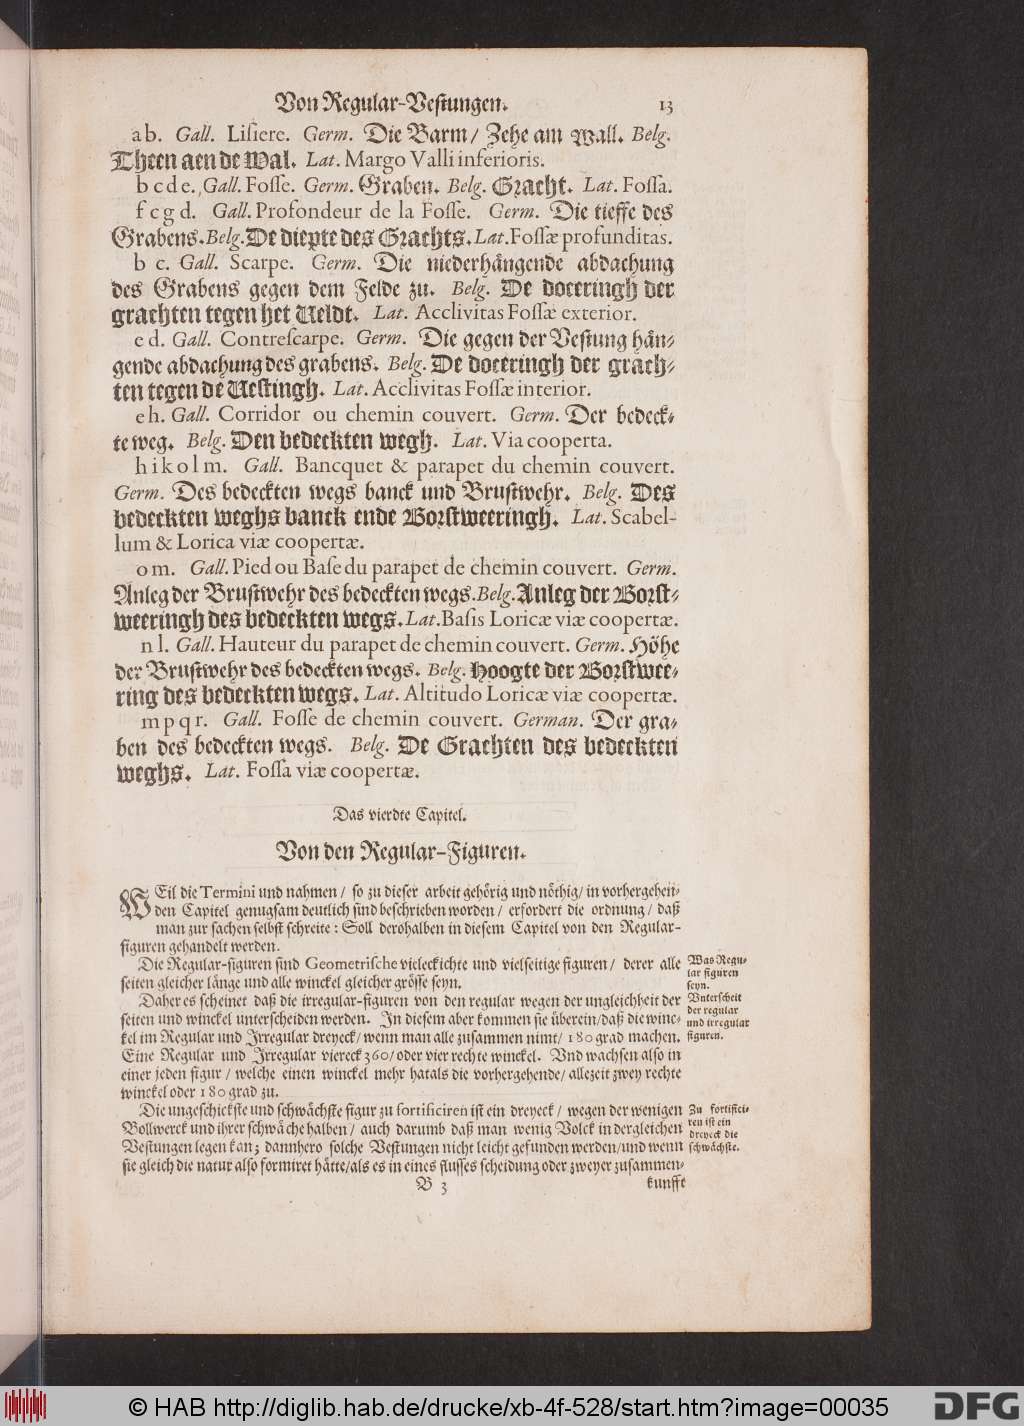 Von Regular-Vestungen. 13
ab. Gall. Lisiere. Germ. Die Barm / Zehe am Wall. Belg.
Theen aen de Wal. Lat. Margo Valli inferioris.
b c d e. Gall. Fosse. Germ. Graben. Belg. Gracht. Lat. Fossa.
f c g d. Gall. Profondeur de la Fosse. Germ. Die tieffe des
Grabens. Belg. De diepte des Grachts. Lat. Fossæ profunditas.
b c. Gall. Scarpe. Germ. Die niederhångende abdachung
des Grabens gegen dem Felde zu. Belg. De doceringh der
grachten tegen het Veldt. Lat. Acclivitas Fossæ exterior.
e d. Gall. Contrescarpe. Germ. Die gegen der Vestung hån-
gende abdachung des grabens. Belg. De doceringh der grach-
ten tegen de Vestingh. Lat. Acclivitas Fossæ interior.
e h. Gall. Corridor ou chemin couvert. Germ. Der bedeck-
te weg. Belg. Den bedeckten wegh. Lat. Via cooperta.
h i k o l m. Gall. Bancquet & parapet du chemin couvert.
Germ. Des bedeckten wegs banck und Brustwehr. Belg. Des
bedeckten weghs banck ende Borstweeringh. Lat. Scabel-
lum & Lorica viæ coopertæ.
o m. Gall. Pied ou Base du parapet de chemin couvert. Germ.
Anleg der Brustwehr des bedeckten wegs. Belg. Anleg der Borst-
weeringh des bedeckten wegs. Lat. Basis Loricæ viæ coopertæ.
n l. Gall. Hauteur du parapet de chemin couvert. Germ. Höhe
der Brustwehr des bedeckten wegs. Belg. Hoogte der Borstwee-
ring des bedeckten wegs. Lat. Altitudo Loricæ viæ coopertæ.
m p q r. Gall. Fosse de chemin couvert. German. Der gra-
ben des bedeckten wegs. Belg. De Grachten des bedeckten
weghs. Lat. Fossa viæ coopertæ.
Das vierdte Capitel.
Von den Regular-Figuren.
WEil die Termini und nahmen / so zu dieser arbeit gehörig und nöthig / in vorhergehen-
den Capitel genugsam deutlich sind beschrieben worden / erfordert die ordnung / daß
man zur sachen selbst schreite : Soll derohalben in diesem Capitel von den Regular-
figuren gehandelt werden.
Die Regular-figuren sind Geometrische vieleckichte und vielseitige figuren / derer alle
seiten gleicher långe und alle winckel gleicher grösse seyn.
Was Regu-
lar figuren
seyn.
Daher es scheinet daß die irregular-figuren von den regular wegen der ungleichheit der
seiten und winckel unterscheiden werden. In diesem aber kommen sie überein / daß die winc-
kel im Regular und Irregular dreyeck / wenn man alle zusammen nimt / 180 grad machen.
Eine Regular und Irregular viereck 360 / oder vier rechte winckel. Vnd wachsen also in
einer jeden figur / welche einen winckel mehr hat als die vorhergehende / allezeit zwey rechte
winckel oder 180 grad zu.
Vnterscheit
der regular
und irregular
figuren.
Die ungeschickste und schwächste figur zu fortificiren ist ein dreyeck / wegen der wenigen
Bollwerck und ihrer schwäche halben / auch darumb daß man wenig Volck in dergleichen
Vestungen legen kan ; dannhero solche Vestungen nicht leicht gefunden werden / und wenn
sie gleich die natur also formiret hätte / als es in eines flusses scheidung oder zweyer zusammen-
Zu fortifici-
ren ist ein
dreyeck die
schwächste.
B 3 kunfft
© HAB http://diglib.hab.de/drucke/xb-4f-528/start.htm?image=00035
DFG